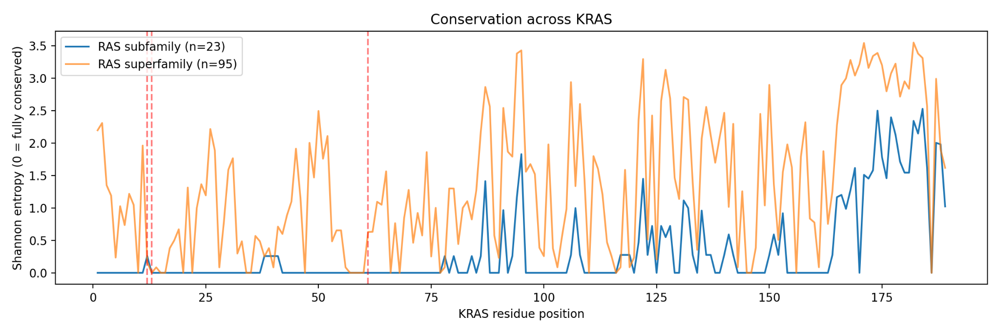 Conservation across KRAS
RAS subfamily (n=23)
RAS superfamily (n=95)
Shannon entropy (0 = fully conserved)
3.5
3.0
2.5
2.0
1.5
1.0
0.5
0.0
0 25 50 75 100 125 150 175
KRAS residue position